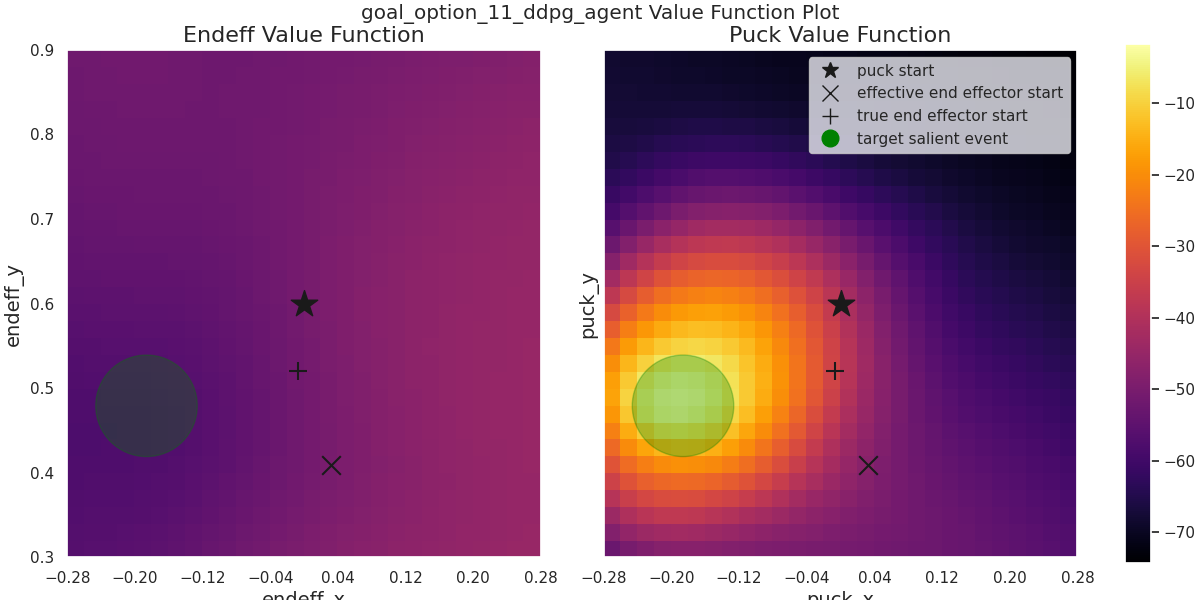 goal_option_11_ddpg_agent Value Function Plot
Endeff Value Function
Puck Value Function
puck start
effective end effector start
true end effector start
target salient event
endeff_y
0.9
0.8
0.7
0.6
0.5
0.4
0.3
−0.28 −0.20 −0.12 −0.04 0.04 0.12 0.20 0.28
endeff_x
puck_y
−0.28 −0.20 −0.12 −0.04 0.04 0.12 0.20 0.28
puck_x
−10
−20
−30
−40
−50
−60
−70